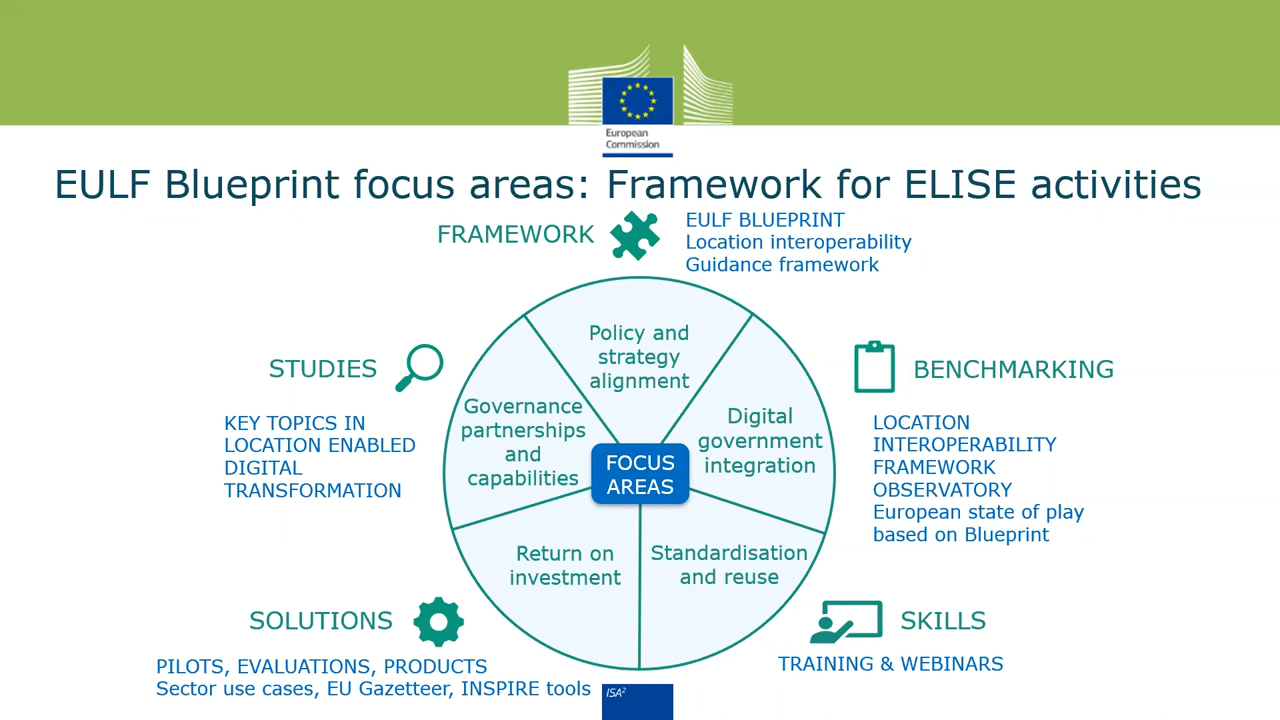 European
Commission
EULF Blueprint focus areas: Framework for ELISE activities
FRAMEWORK
EULF BLUEPRINT
Location interoperability
Guidance framework
Policy and
strategy
alignment
STUDIES
KEY TOPICS IN
LOCATION ENABLED
DIGITAL
TRANSFORMATION
Governance
partnerships
and
capabilities
FOCUS
AREAS
Digital
government
integration
BENCHMARKING
LOCATION
INTEROPERABILITY
FRAMEWORK
OBSERVATORY
European state of play
based on Blueprint
Return on
investment
Standardisation
and reuse
SOLUTIONS
PILOTS, EVALUATIONS, PRODUCTS
Sector use cases, EU Gazetteer, INSPIRE tools
SKILLS
TRAINING & WEBINARS
ISA²